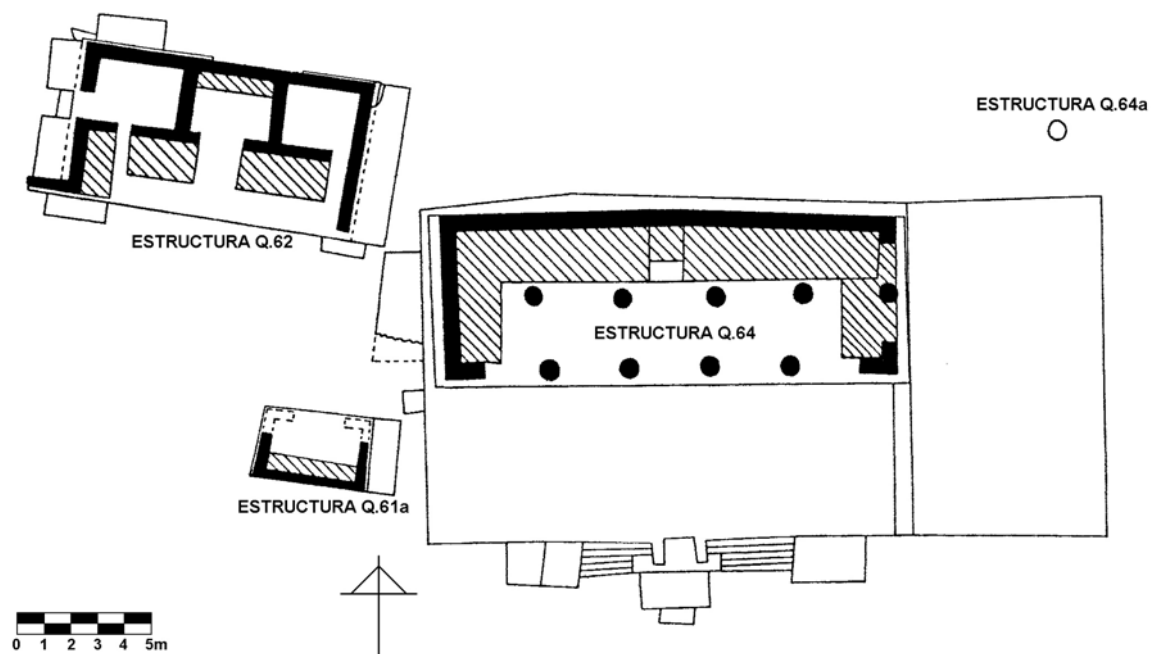 ESTRUCTURA Q.64a
ESTRUCTURA Q.62
ESTRUCTURA Q.64
ESTRUCTURA Q.61a
0 1 2 3 4 5m